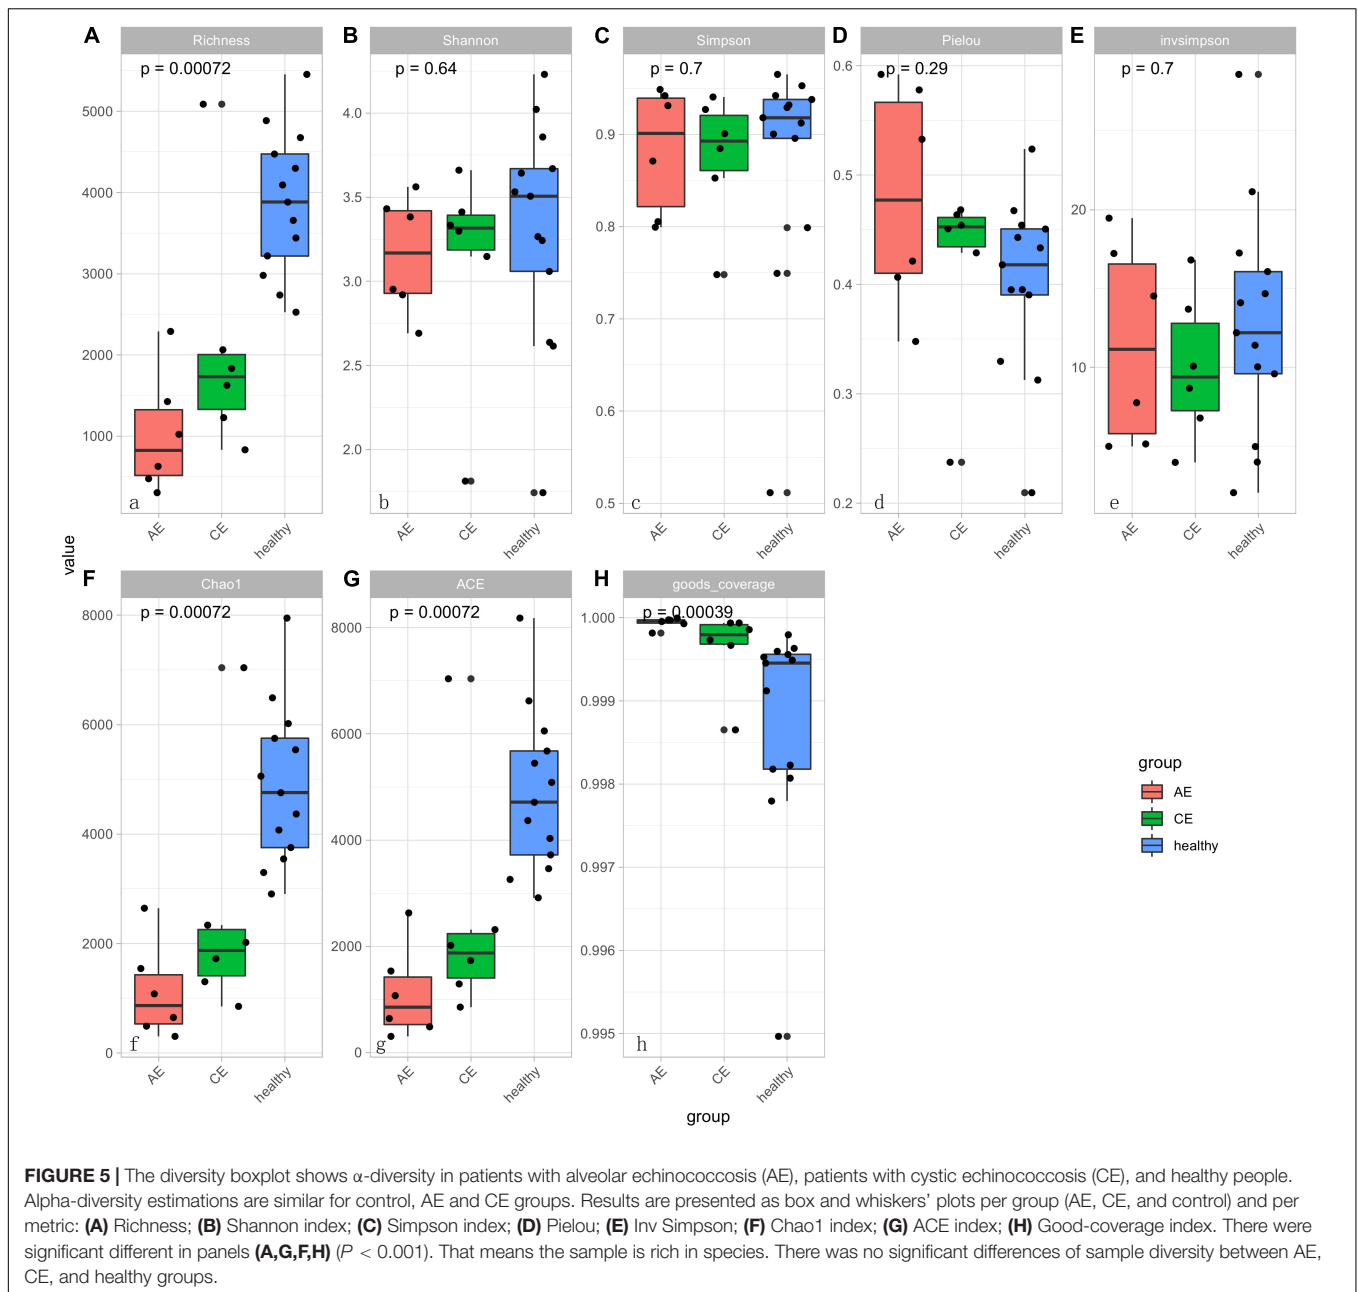 A
Richness
p = 0.00072
5000
4000
3000
2000
1000
a
AE
CE
healthy
B
Shannon
p = 0.64
4.0
3.5
3.0
2.5
2.0
b
AE
CE
healthy
C
Simpson
p = 0.7
0.9
0.8
0.7
0.6
0.5
c
AE
CE
healthy
D
Pielou
p = 0.29
0.6
0.5
0.4
0.3
0.2
d
AE
CE
healthy
E
invsimpson
p = 0.7
20
10
e
AE
CE
healthy
value
F
Chao1
p = 0.00072
8000
6000
4000
2000
0
f
AE
CE
healthy
G
ACE
p = 0.00072
8000
6000
4000
2000
0
g
AE
CE
healthy
H
goods_coverage
p = 0.00039
1.000
0.999
0.998
0.997
0.996
0.995
h
AE
CE
healthy
group
group
AE
CE
healthy
FIGURE 5 | The diversity boxplot shows α-diversity in patients with alveolar echinococcosis (AE), patients with cystic echinococcosis (CE), and healthy people.
Alpha-diversity estimations are similar for control, AE and CE groups. Results are presented as box and whiskers' plots per group (AE, CE, and control) and per
metric: (A) Richness; (B) Shannon index; (C) Simpson index; (D) Pielou; (E) Inv Simpson; (F) Chao1 index; (G) ACE index; (H) Good-coverage index. There were
significant different in panels (A,G,F,H) (P < 0.001). That means the sample is rich in species. There was no significant differences of sample diversity between AE,
CE, and healthy groups.